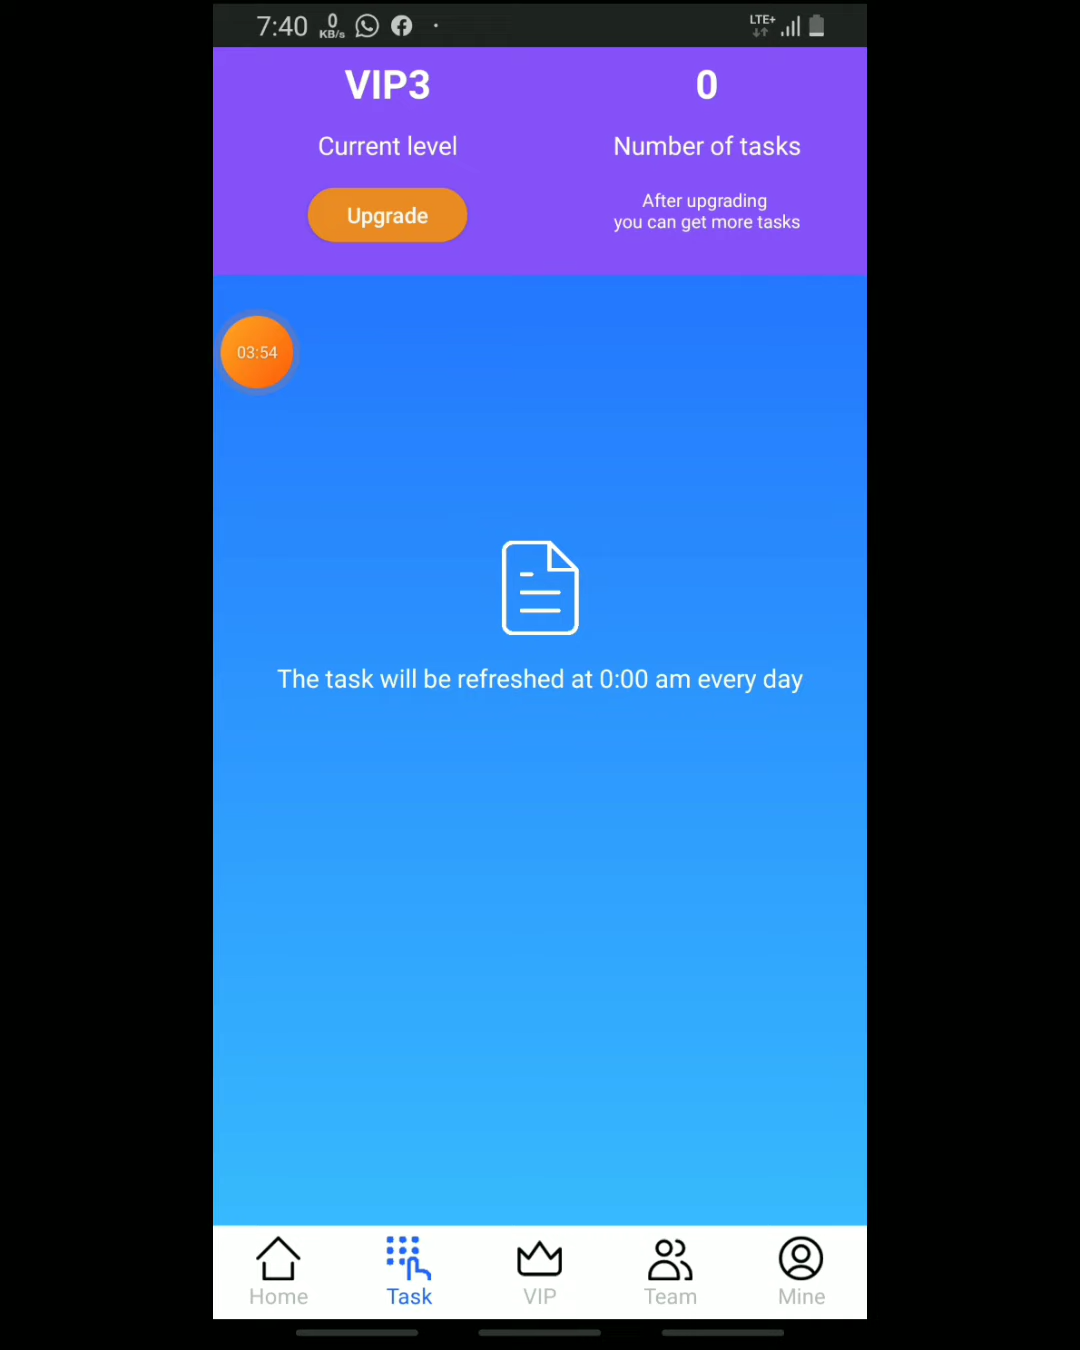 7:40 0 KB/s LTE+
VIP3 0
Current level Number of tasks
Upgrade After upgrading
you can get more tasks
03:54
The task will be refreshed at 0:00 am every day
Home Task VIP Team Mine